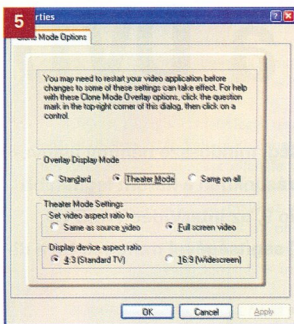 5
erties
Clone Mode Options
You may need to restart your video application before
changes to some of these settings can take effect. For help
with these Clone Mode Overlay options, click the question
mark in the top-right corner of this dialog, then click on a
control.
Overlay Display Mode
Standard Theater Mode Same on all
Theater Mode Settings
Set video aspect ratio to
Same as source video Full screen video
Display device aspect ratio
4:3 (Standard TV) 16:9 (Widescreen)
OK Cancel Apply